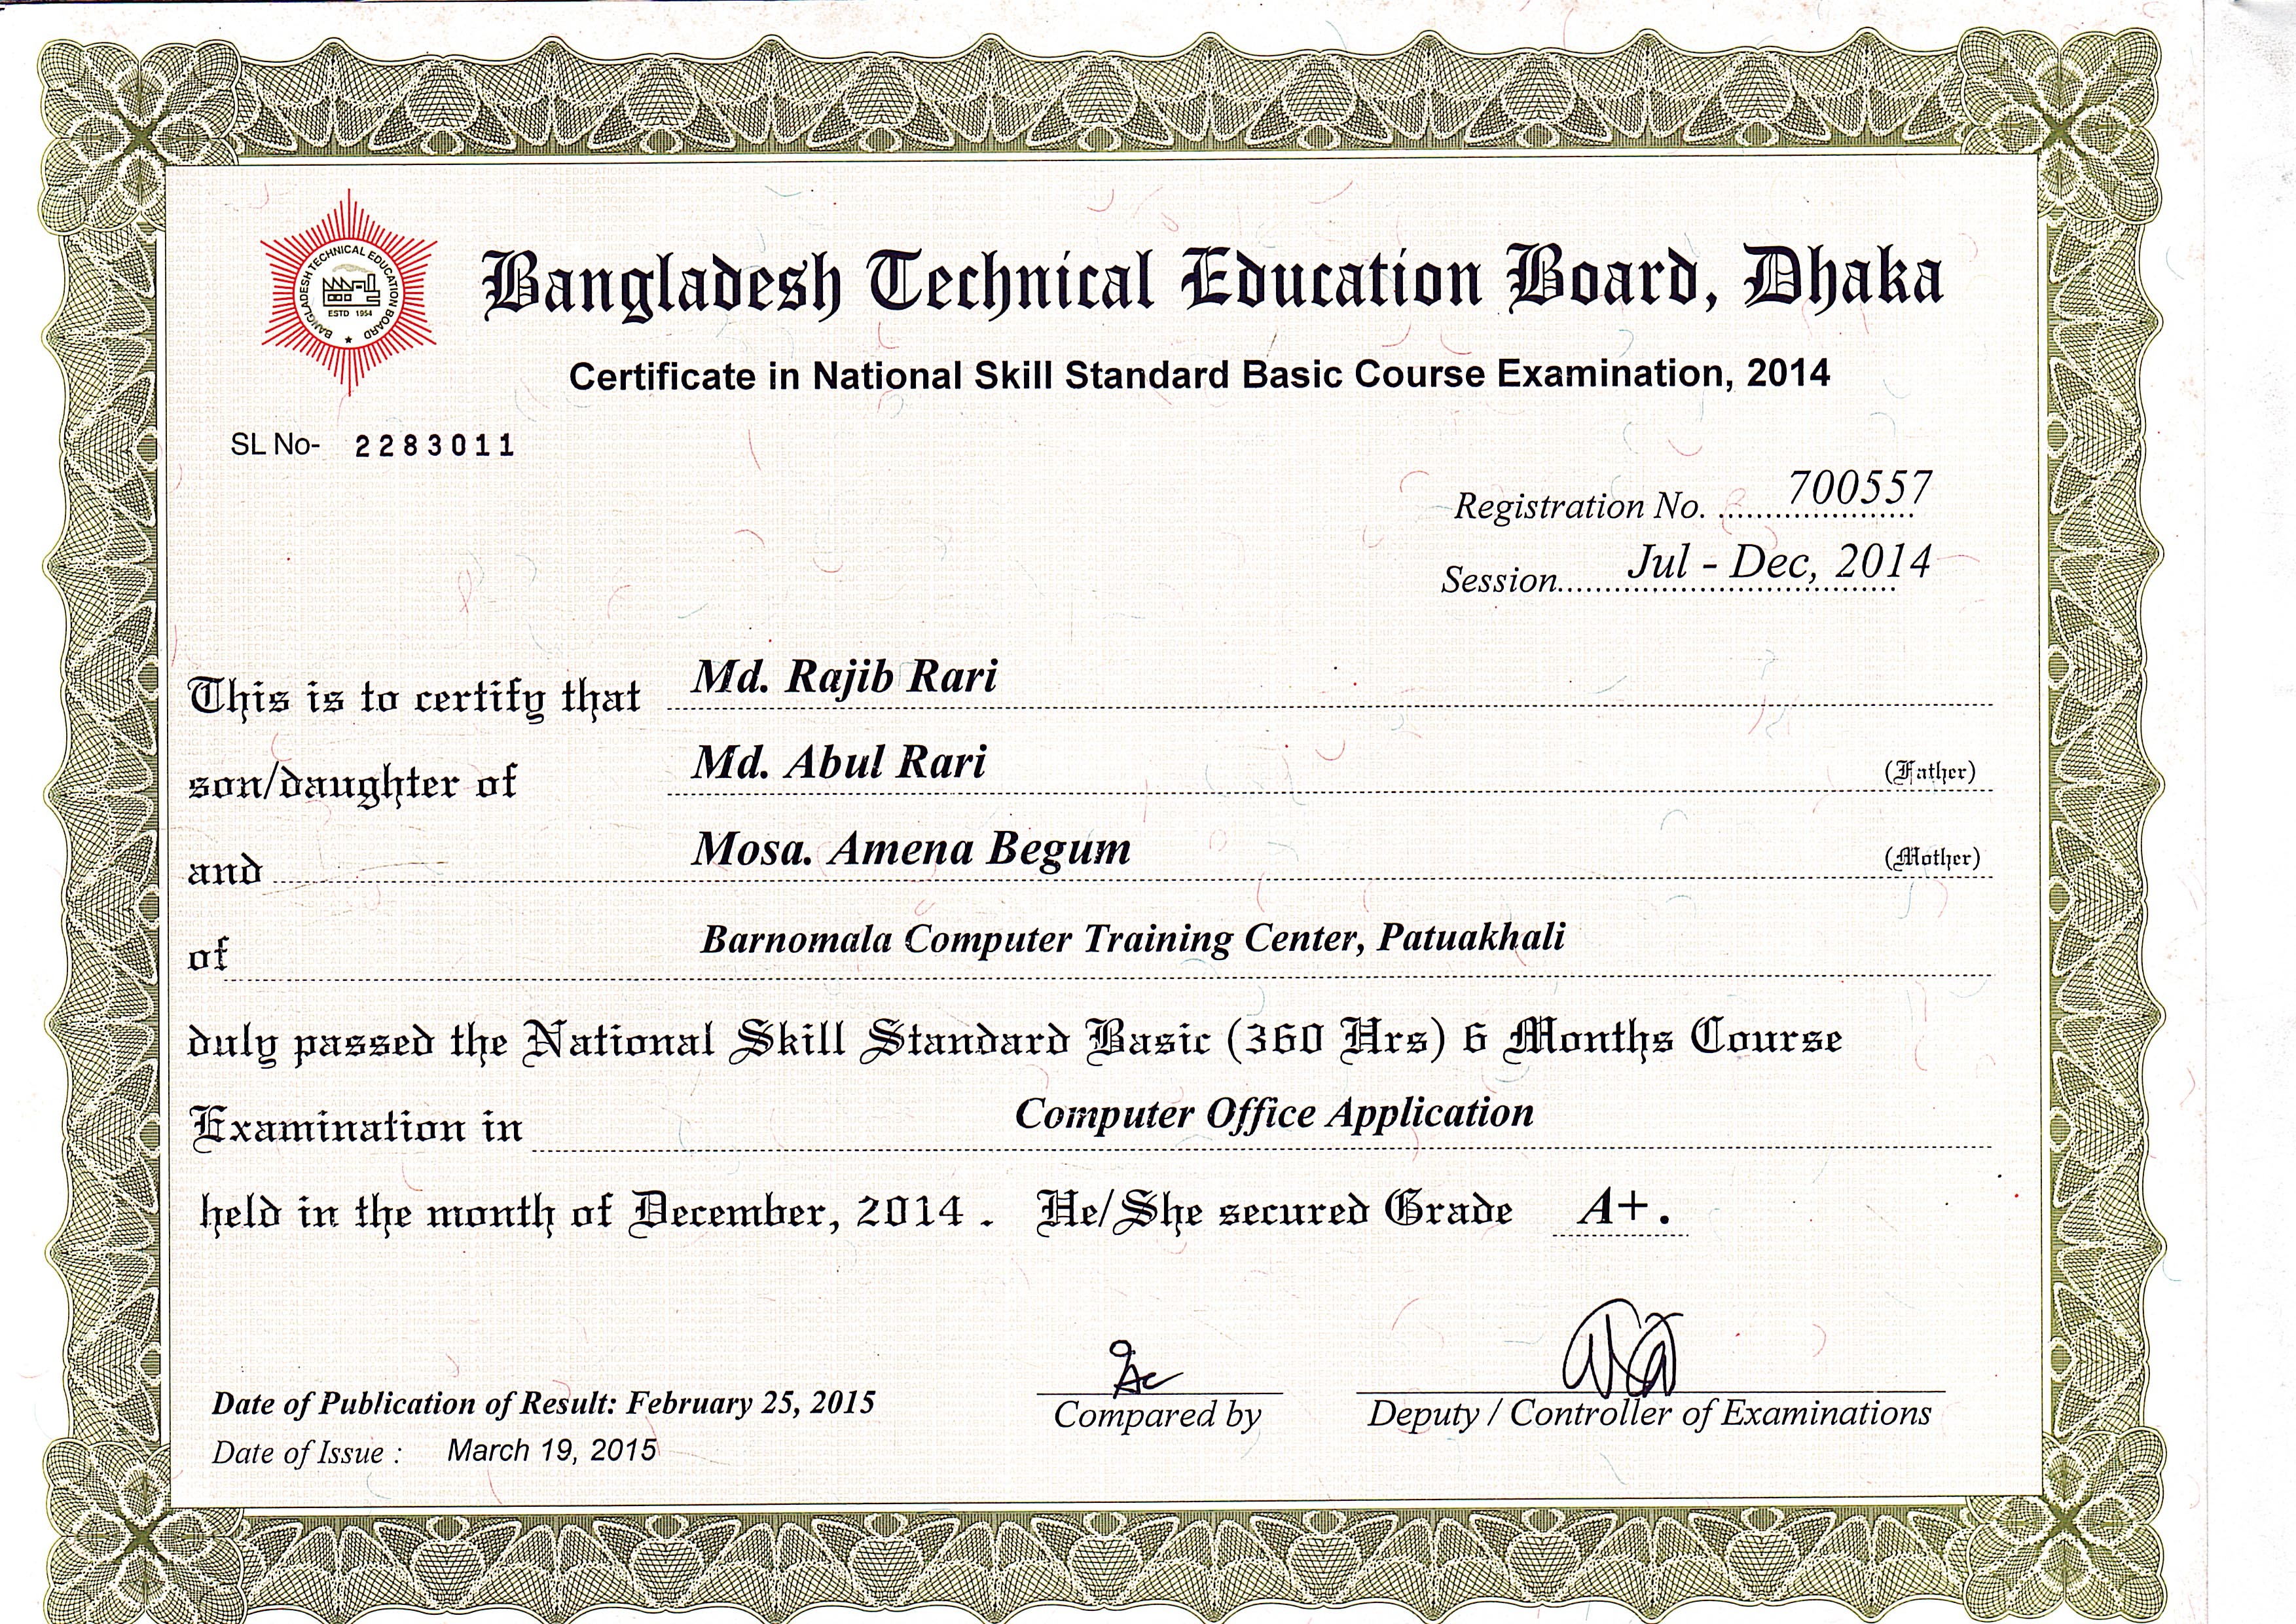 BANGLADESH TECHNICAL EDUCATION BOARD
ESTD 1954
Bangladesh Technical Education Board, Dhaka
Certificate in National Skill Standard Basic Course Examination, 2014
SL No- 2283011
Registration No. 700557
Session Jul - Dec, 2014
This is to certify that Md. Rajib Rari
son/daughter of Md. Abul Rari (Father)
and Mosa. Amena Begum (Mother)
of Barnomala Computer Training Center, Patuakhali
duly passed the National Skill Standard Basic (360 Hrs) 6 Months Course
Examination in Computer Office Application
held in the month of December, 2014. He/She secured Grade A+.
Date of Publication of Result: February 25, 2015
Compared by
Deputy / Controller of Examinations
Date of Issue : March 19, 2015